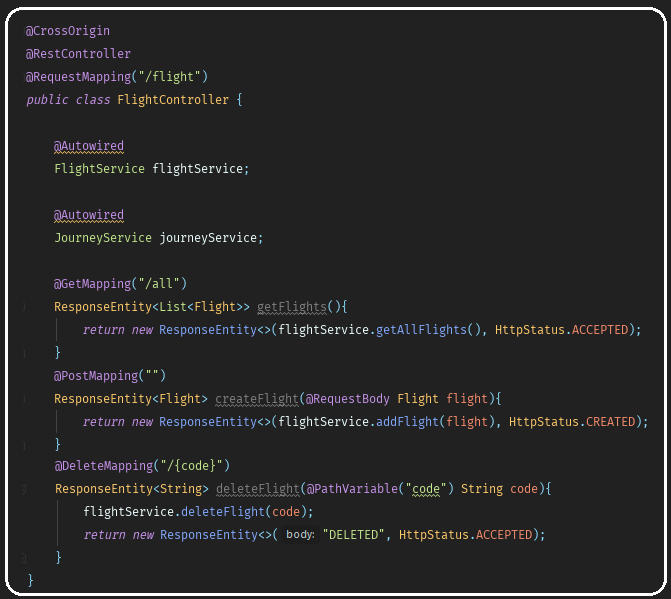 @CrossOrigin
@RestController
@RequestMapping("/flight")
public class FlightController {
@Autowired
FlightService flightService;
@Autowired
JourneyService journeyService;
@GetMapping("/all")
ResponseEntity<List<Flight>> getFlights(){
return new ResponseEntity<>(flightService.getAllFlights(), HttpStatus.ACCEPTED);
}
@PostMapping("")
ResponseEntity<Flight> createFlight(@RequestBody Flight flight){
return new ResponseEntity<>(flightService.addFlight(flight), HttpStatus.CREATED);
}
@DeleteMapping("/{code}")
ResponseEntity<String> deleteFlight(@PathVariable("code") String code){
flightService.deleteFlight(code);
return new ResponseEntity<>( body: "DELETED", HttpStatus.ACCEPTED);
}
}